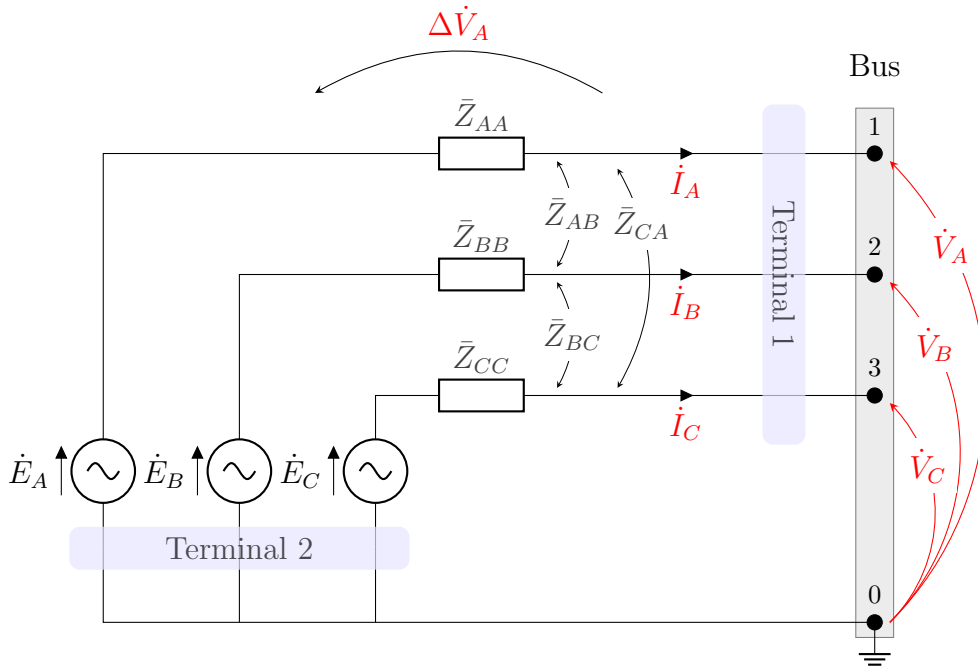 ΔV̇_A
Bus
Z̄_AA
1
İ_A
Z̄_AB
Z̄_CA
Terminal 1
V̇_A
Z̄_BB
2
İ_B
Z̄_BC
V̇_B
Z̄_CC
3
İ_C
V̇_C
Ė_A
Ė_B
Ė_C
Terminal 2
0